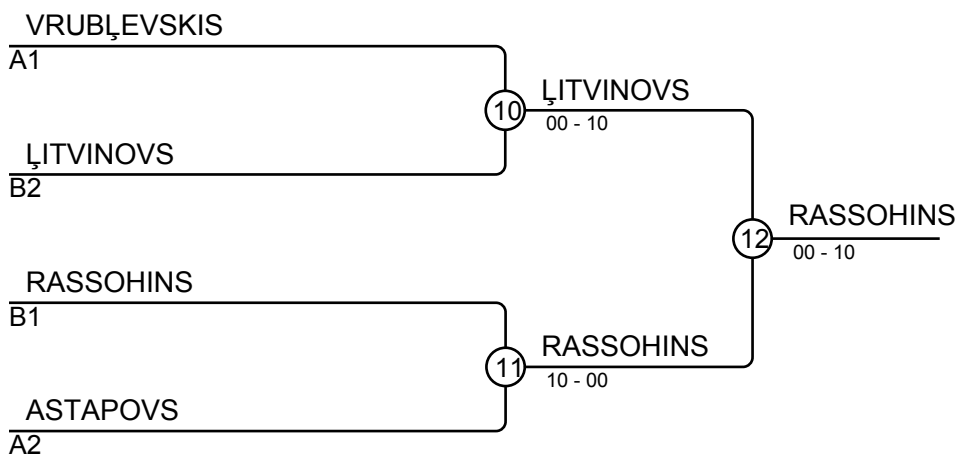 VRUBĻEVSKIS
A1
10
ĻITVINOVS
00 - 10
ĻITVINOVS
B2
12
RASSOHINS
00 - 10
RASSOHINS
B1
11
RASSOHINS
10 - 00
ASTAPOVS
A2